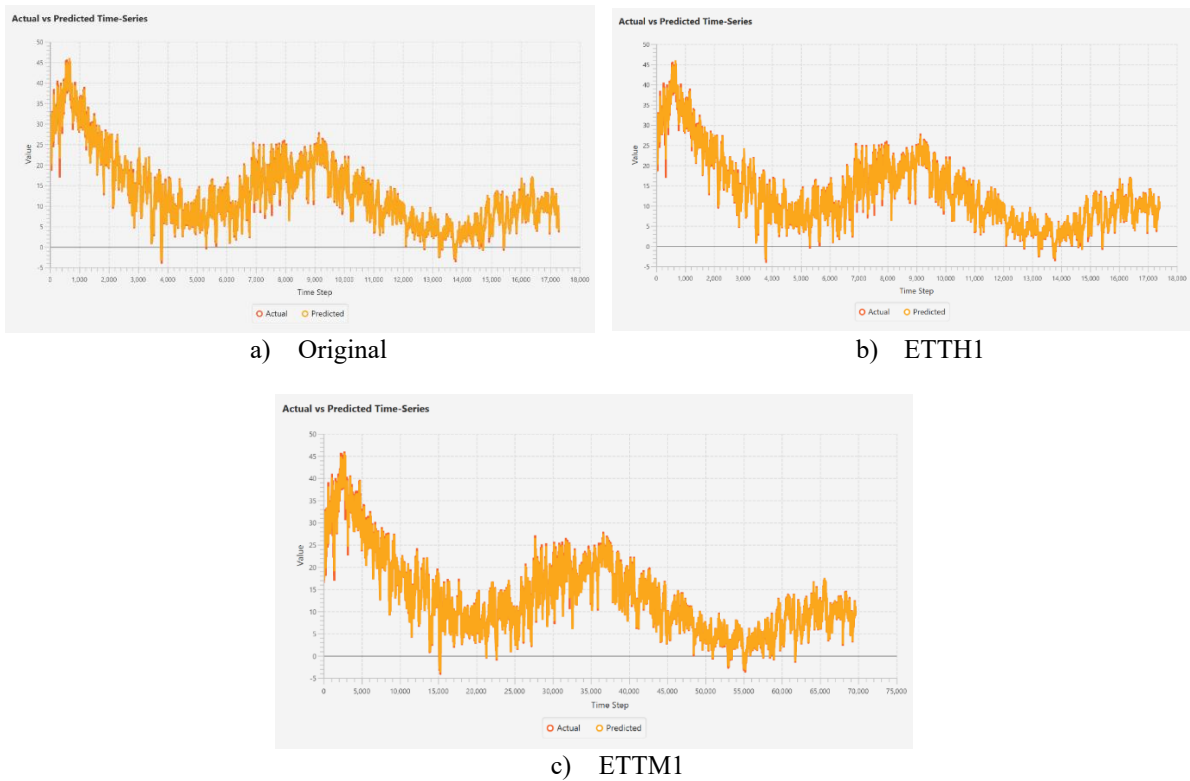 Actual vs Predicted Time-Series
50
45
40
35
30
25
20
15
10
5
0
-5
Value
0 1,000 2,000 3,000 4,000 5,000 6,000 7,000 8,000 9,000 10,000 11,000 12,000 13,000 14,000 15,000 16,000 17,000 18,000
Time Step
Actual Predicted
a) Original
Actual vs Predicted Time-Series
50
45
40
35
30
25
20
15
10
5
0
-5
Value
1,000 2,000 3,000 4,000 5,000 6,000 7,000 8,000 9,000 10,000 11,000 12,000 13,000 14,000 15,000 16,000 17,000 18,000
Time Step
Actual Predicted
b) ETTH1
Actual vs Predicted Time-Series
50
45
40
35
30
25
20
15
10
5
0
-5
Value
0 5,000 10,000 15,000 20,000 25,000 30,000 35,000 40,000 45,000 50,000 55,000 60,000 65,000 70,000 75,000
Time Step
Actual Predicted
c) ETTM1